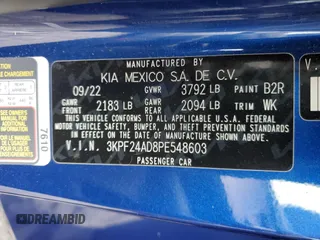 MANUFACTURED BY
KIA MEXICO S.A. DE C.V.
09/22 GVWR 3792 LB PAINT B2R
GAWR FRONT 2183 LB GAWR REAR 2094 LB TRIM WK
THIS VEHICLE CONFORMS TO ALL APPLICABLE U.S.A. FEDERAL
MOTOR VEHICLE SAFETY, BUMPER, AND THEFT PREVENTION
STANDARDS IN EFFECT ON THE DATE OF MANUFACTURE
SHOWN ABOVE.
V.I.N. 3KPF24AD8PE548603
PASSENGER CAR
7610
V.
DREAMBID